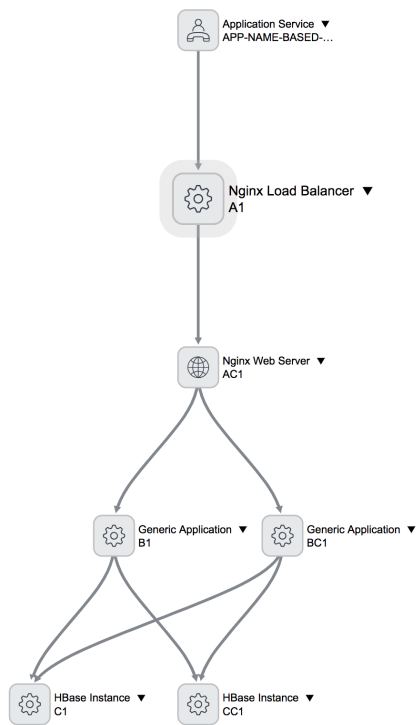 Application Service ▼
APP-NAME-BASED-...
Nginx Load Balancer ▼
A1
Nginx Web Server ▼
AC1
Generic Application ▼
B1
Generic Application ▼
BC1
HBase Instance ▼
C1
HBase Instance ▼
CC1